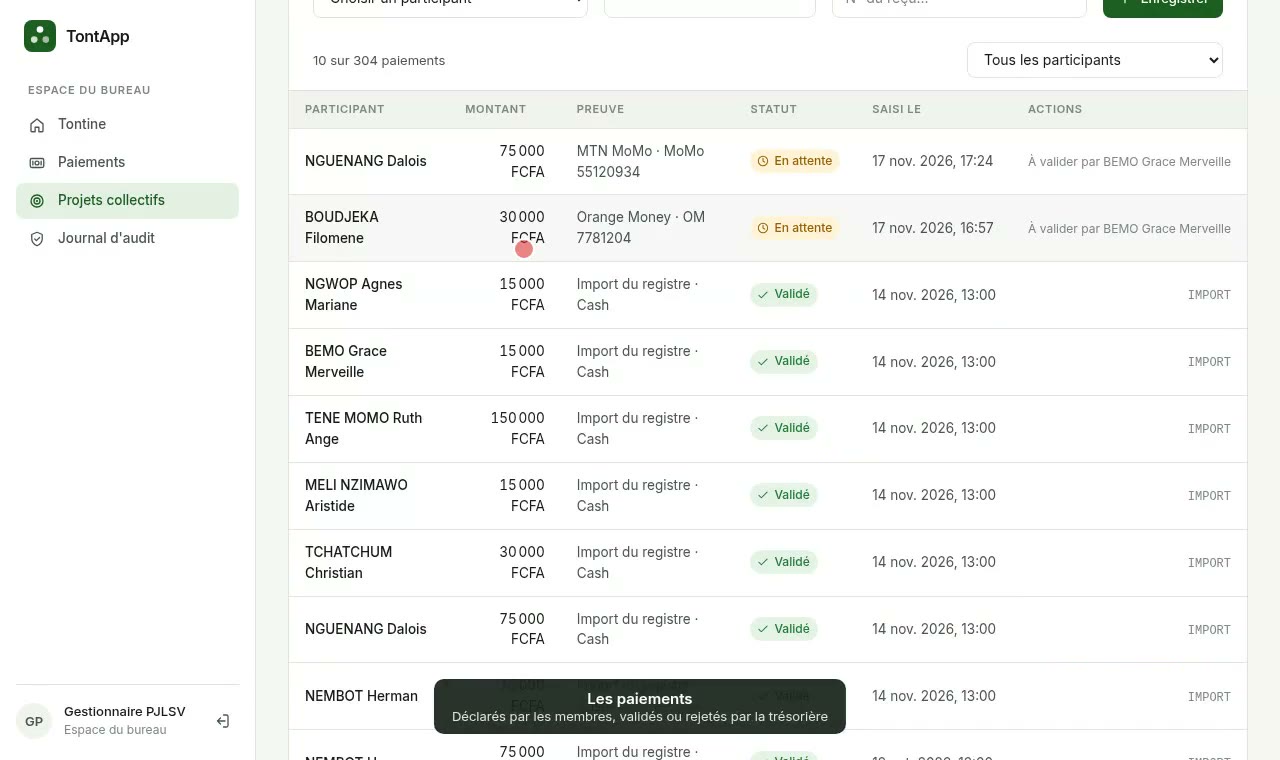 TontApp
ESPACE DU BUREAU
Tontine
Paiements
Projets collectifs
Journal d'audit
Gestionnaire PJLSV
Espace du bureau
GP
Choisir un participant
N° du reçu...
Enregistrer
10 sur 304 paiements
Tous les participants
PARTICIPANT MONTANT PREUVE STATUT SAISI LE ACTIONS
NGUENANG Dalois 75 000 FCFA MTN MoMo · MoMo 55120934 En attente 17 nov. 2026, 17:24 À valider par BEMO Grace Merveille
BOUDJEKA Filomene 30 000 FCFA Orange Money · OM 7781204 En attente 17 nov. 2026, 16:57 À valider par BEMO Grace Merveille
NGWOP Agnes Mariane 15 000 FCFA Import du registre · Cash Validé 14 nov. 2026, 13:00 IMPORT
BEMO Grace Merveille 15 000 FCFA Import du registre · Cash Validé 14 nov. 2026, 13:00 IMPORT
TENE MOMO Ruth Ange 150 000 FCFA Import du registre · Cash Validé 14 nov. 2026, 13:00 IMPORT
MELI NZIMAWO Aristide 15 000 FCFA Import du registre · Cash Validé 14 nov. 2026, 13:00 IMPORT
TCHATCHUM Christian 30 000 FCFA Import du registre · Cash Validé 14 nov. 2026, 13:00 IMPORT
NGUENANG Dalois 75 000 FCFA Import du registre · Cash Validé 14 nov. 2026, 13:00 IMPORT
NEMBOT Herman 14 nov. 2026, 13:00 IMPORT
Les paiements
Déclarés par les membres, validés ou rejetés par la trésorière
75 000 Import du registre ·